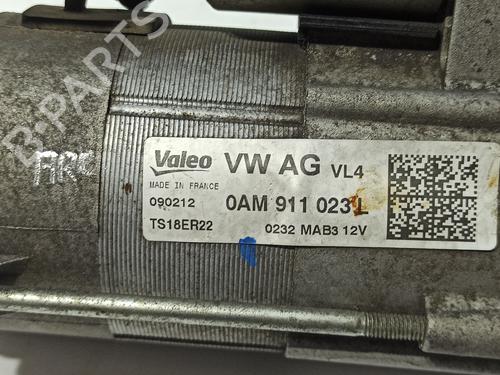 B-PARTS
Valeo VW AG VL4
MADE IN FRANCE
090212 0AM 911 023 L
TS18ER22 0232 MAB3 12V